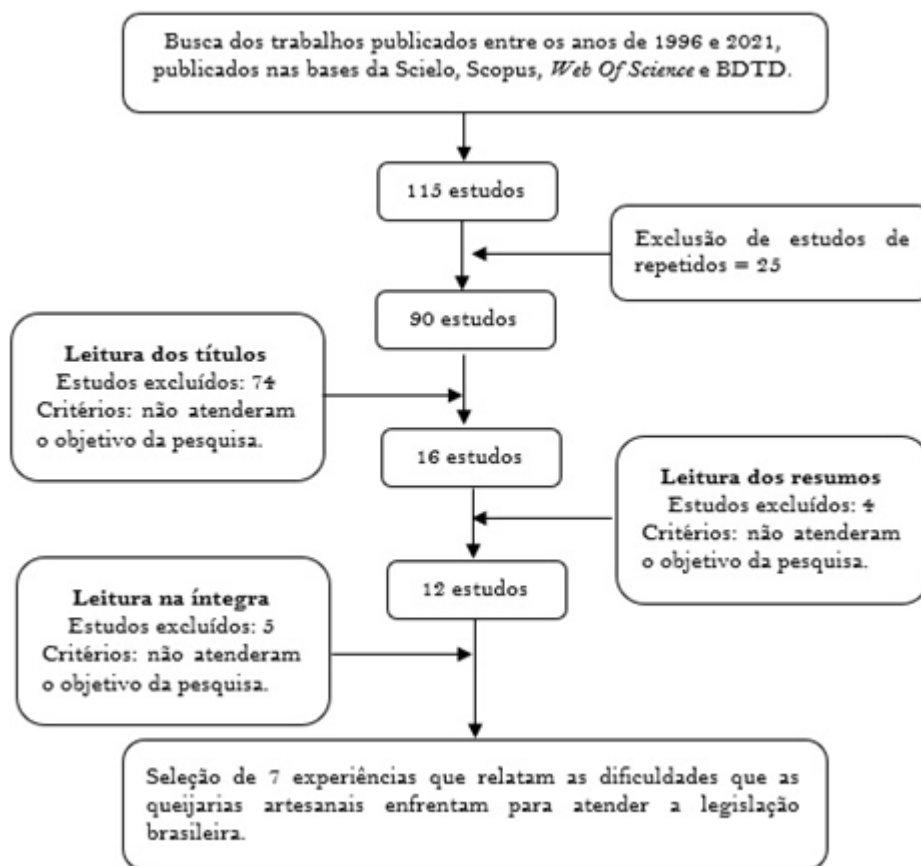 Busca dos trabalhos publicados entre os anos de 1996 e 2021,
publicados nas bases da Scielo, Scopus, Web Of Science e BDTD.
115 estudos
Exclusão de estudos de
repetidos = 25
90 estudos
Leitura dos títulos
Estudos excluídos: 74
Critérios: não atenderam
o objetivo da pesquisa.
16 estudos
Leitura dos resumos
Estudos excluídos: 4
Critérios: não atenderam
o objetivo da pesquisa.
12 estudos
Leitura na íntegra
Estudos excluídos: 5
Critérios: não atenderam
o objetivo da pesquisa.
Seleção de 7 experiências que relatam as dificuldades que as
queijarias artesanais enfrentam para atender a legislação
brasileira.